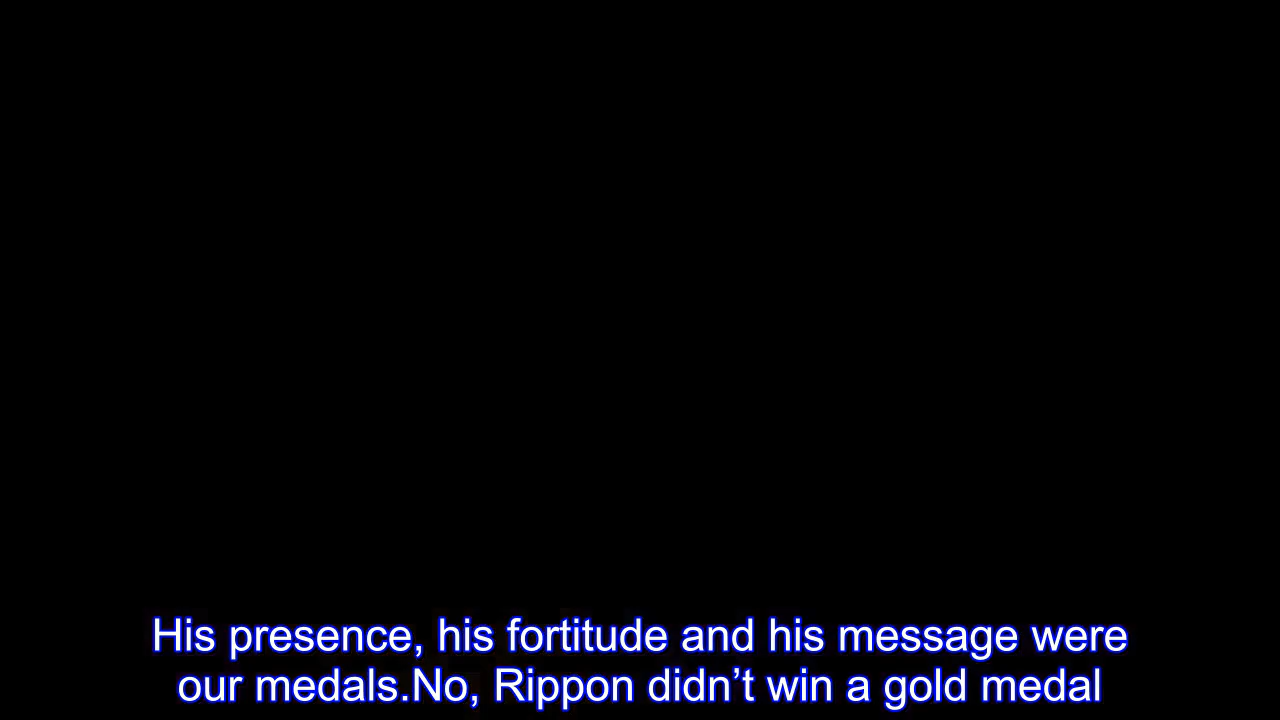 His presence, his fortitude and his message were
our medals.No, Rippon didn’t win a gold medal